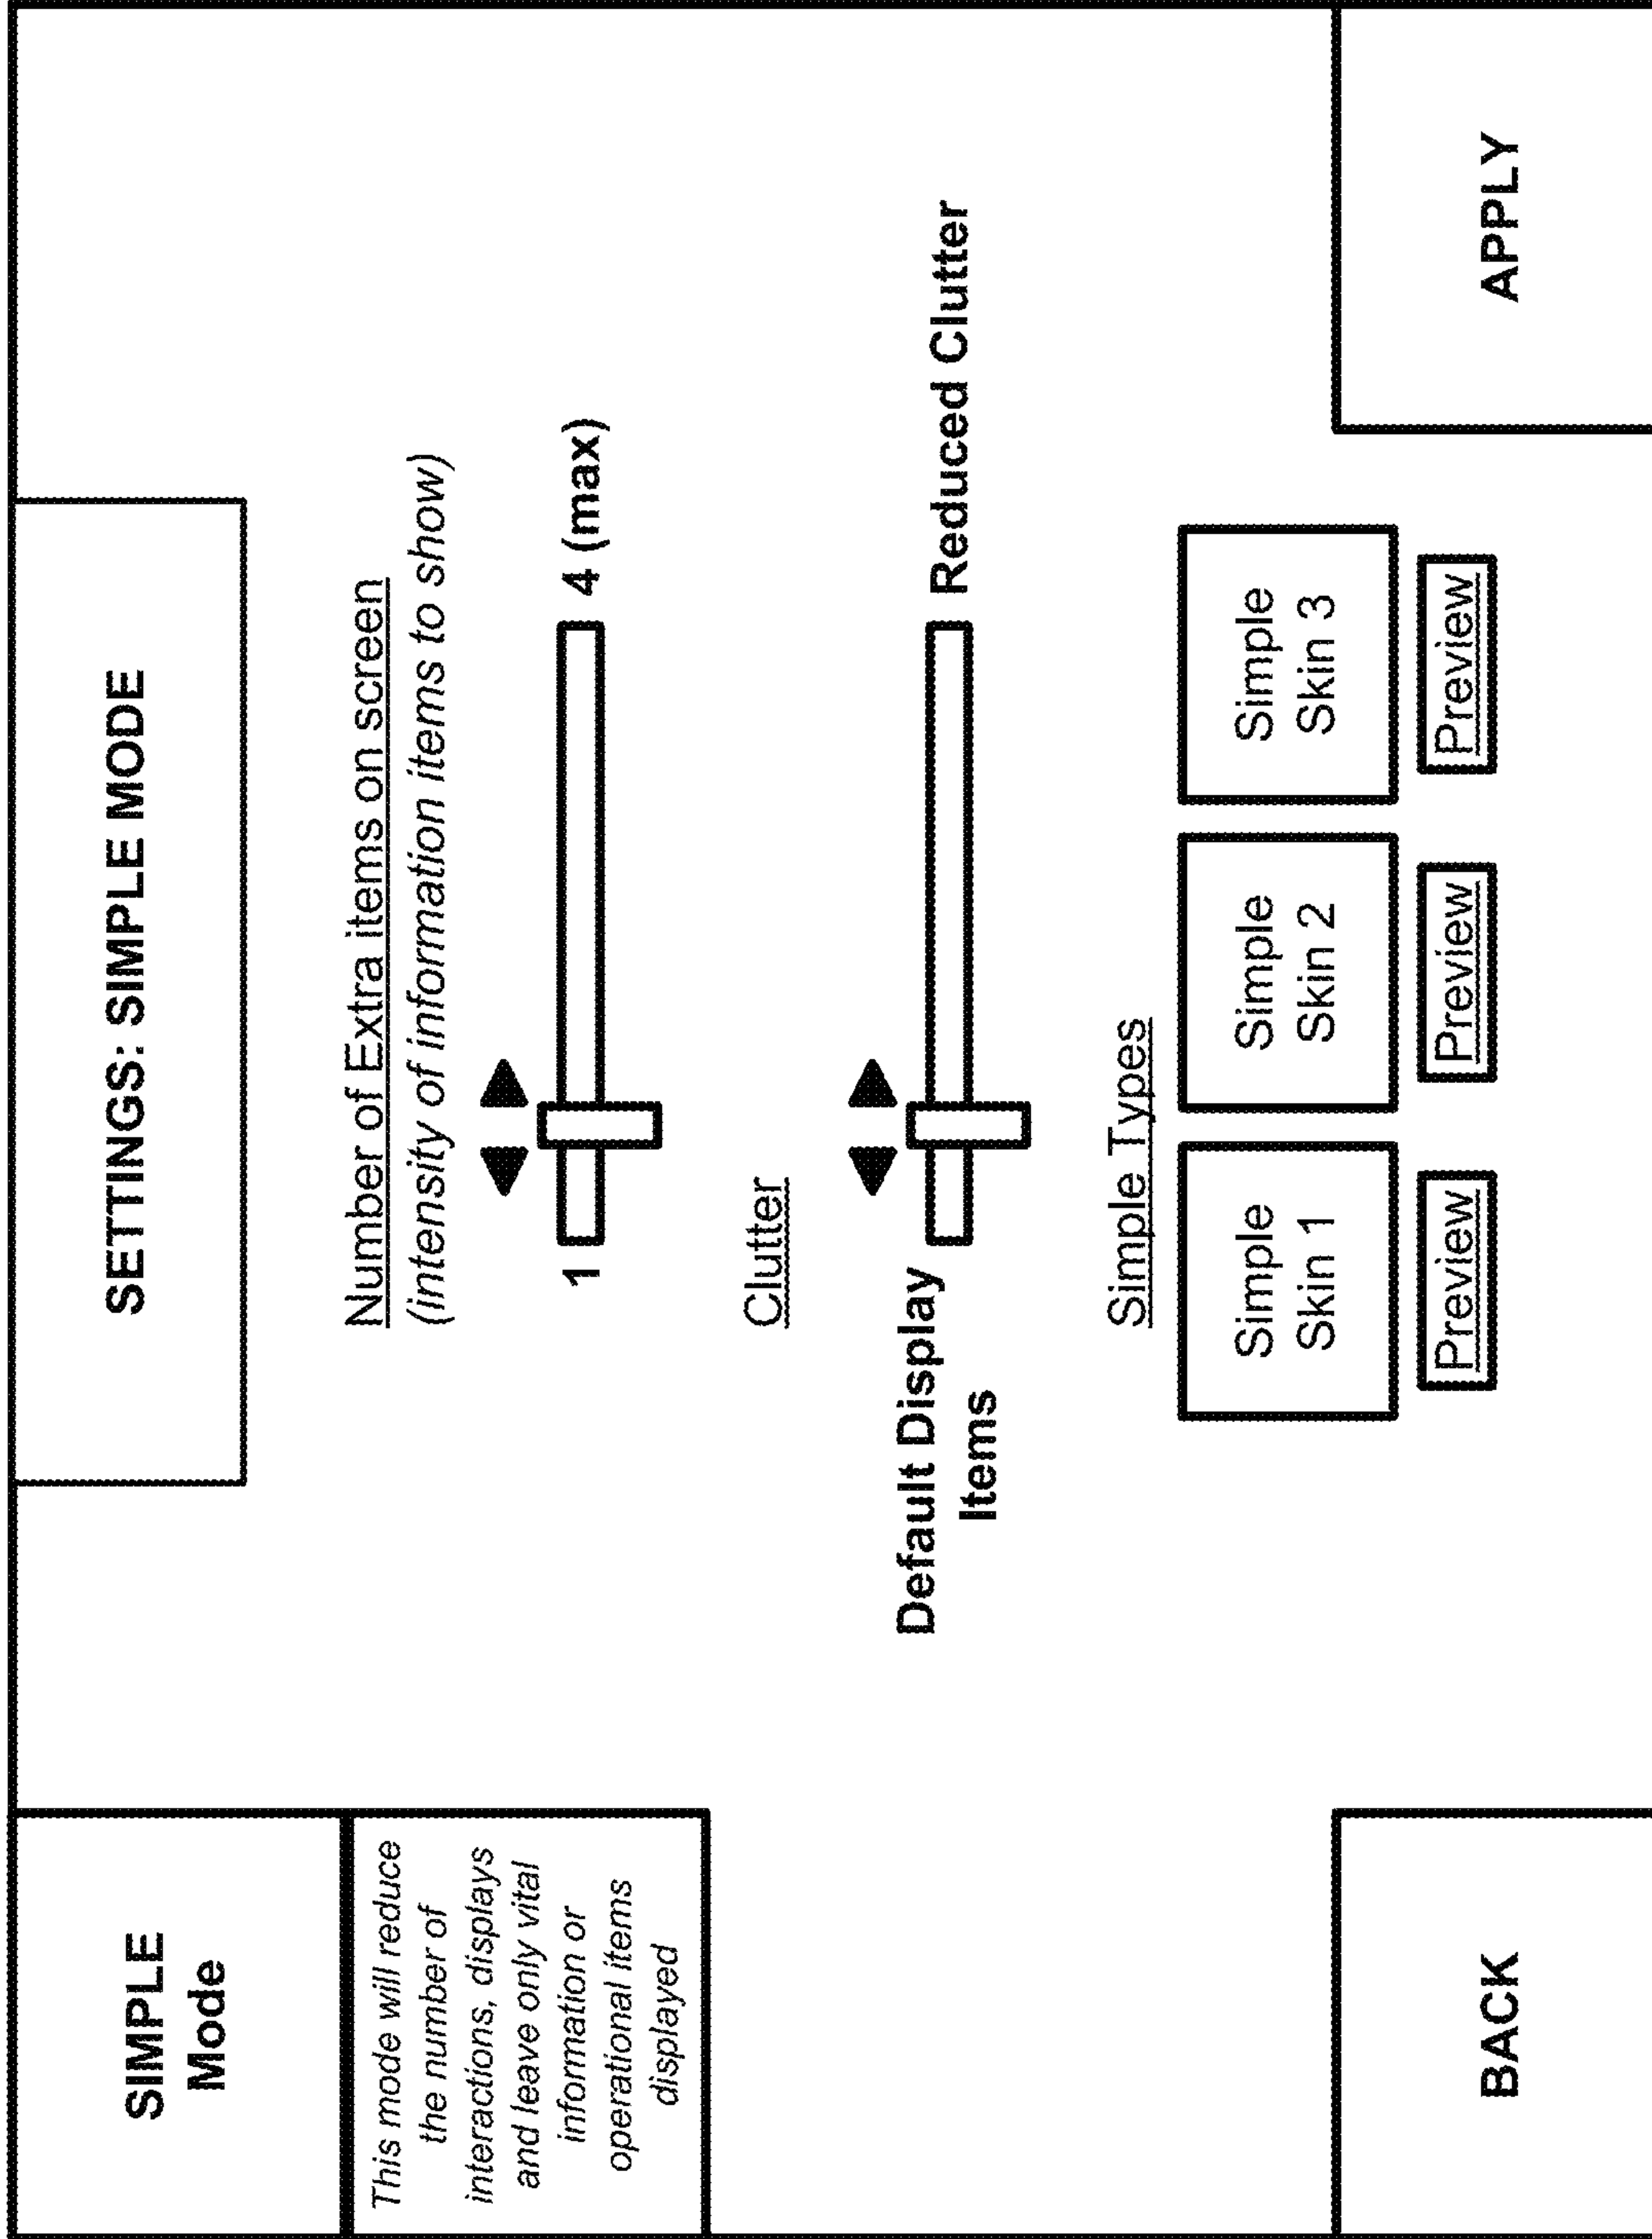 SIMPLE
Mode
This mode will reduce
the number of
interactions, displays
and leave only vital
information or
operational items
displayed
SETTINGS: SIMPLE MODE
Number of Extra items on screen
(intensity of information items to show)
1
4 (max)
Clutter
Default Display
Items
Reduced Clutter
Simple Types
Simple
Skin 1
Simple
Skin 2
Simple
Skin 3
Preview
Preview
Preview
BACK
APPLY